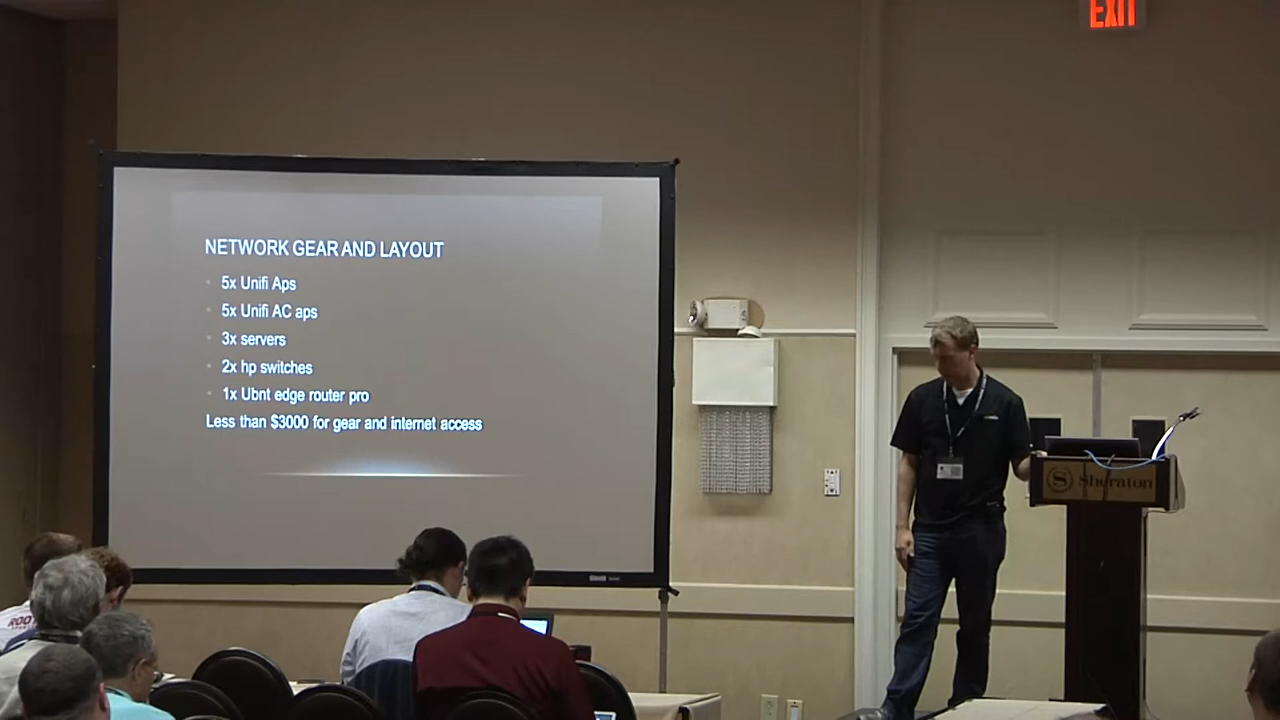 EXIT
NETWORK GEAR AND LAYOUT
5x Unifi Aps
5x Unifi AC aps
3x servers
2x hp switches
1x Ubnt edge router pro
Less than $3000 for gear and internet access
S Sheraton